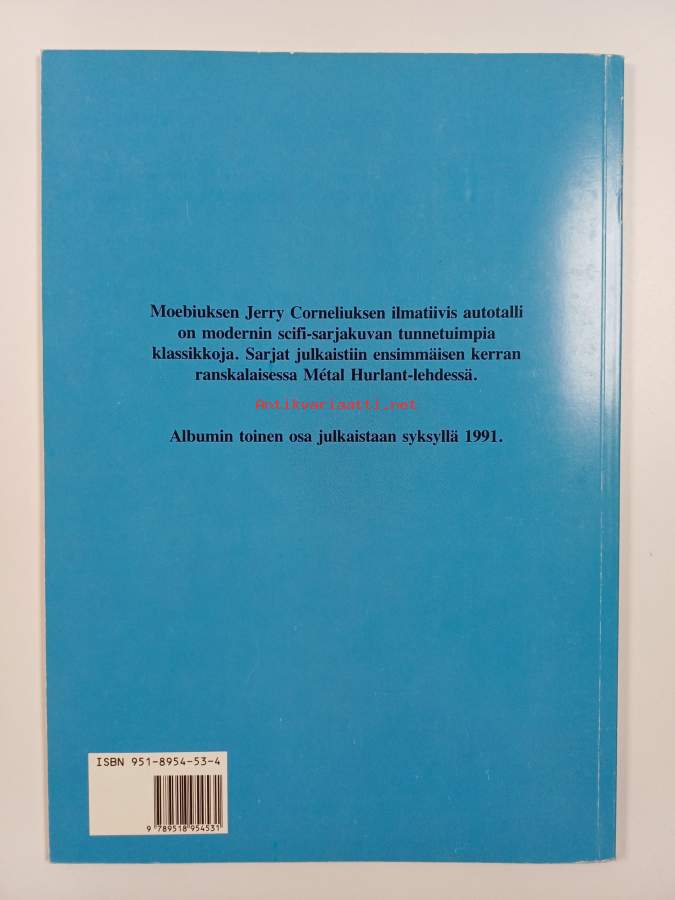 Moebiuksen Jerry Corneliuksen ilmatiivis autotalli
on modernin scifi-sarjakuvan tunnetuimpia
klassikkoja. Sarjat julkaistiin ensimmäisen kerran
ranskalaisessa Métal Hurlant-lehdessä.
Antikvariaatti.net
Albumin toinen osa julkaistaan syksyllä 1991.
ISBN 951-8954-53-4
9 789518 954531